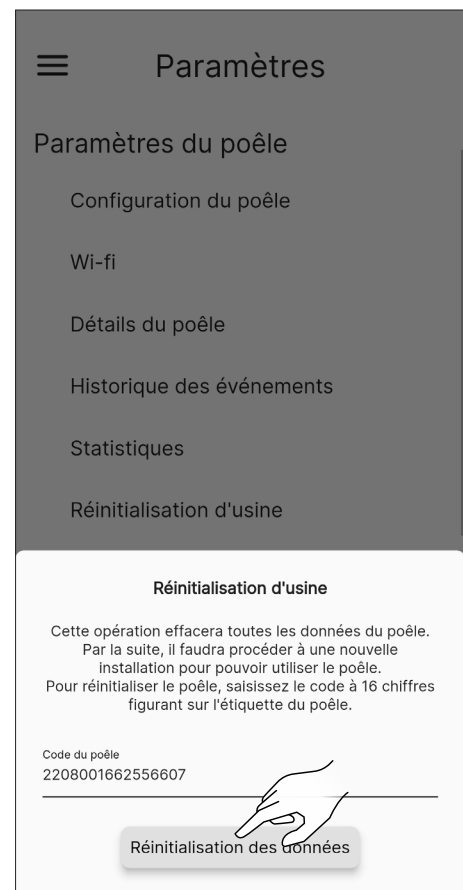 Paramètres
Paramètres du poêle
Configuration du poêle
Wi-fi
Détails du poêle
Historique des événements
Statistiques
Réinitialisation d'usine
Réinitialisation d'usine
Cette opération effacera toutes les données du poêle.
Par la suite, il faudra procéder à une nouvelle
installation pour pouvoir utiliser le poêle.
Pour réinitialiser le poêle, saisissez le code à 16 chiffres
figurant sur l'étiquette du poêle.
Code du poêle
2208001662556607
Réinitialisation des données